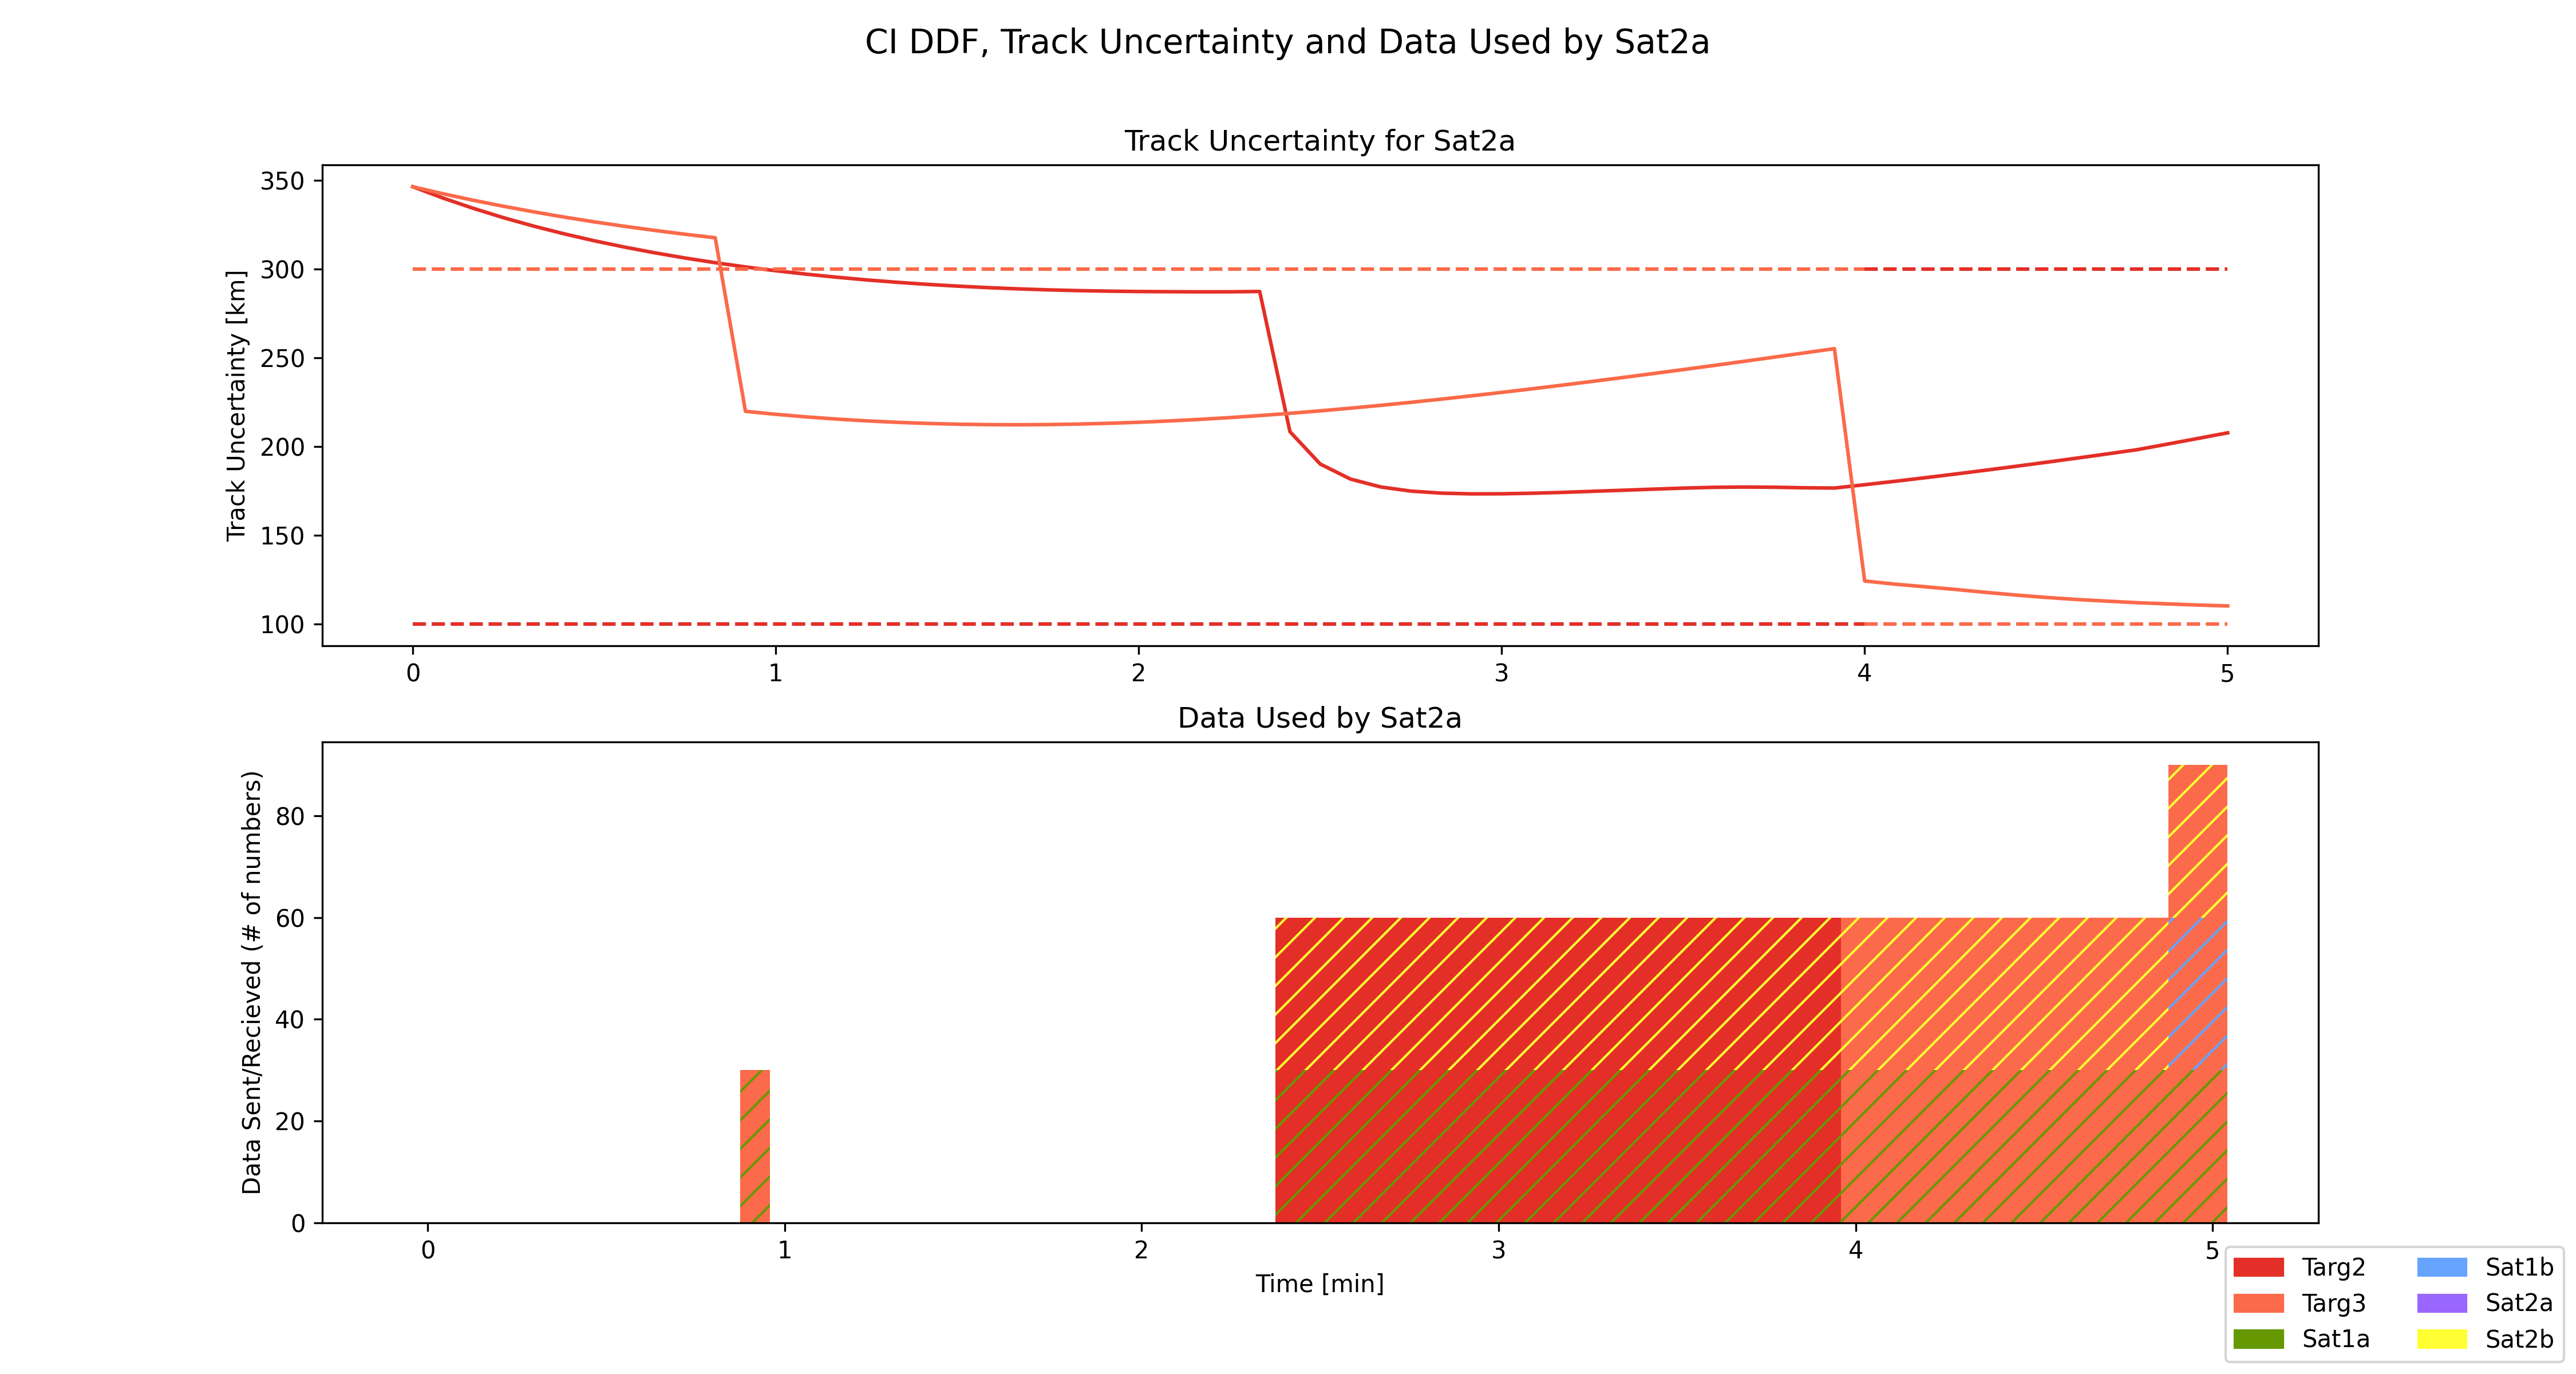 CI DDF, Track Uncertainty and Data Used by Sat2a
Track Uncertainty for Sat2a
Track Uncertainty [km]
350
300
250
200
150
100
0 1 2 3 4 5
Data Used by Sat2a
Data Sent/Recieved (# of numbers)
80
60
40
20
0
0 1 2 3 4 5
Time [min]
Targ2 Sat1b
Targ3 Sat2a
Sat1a Sat2b